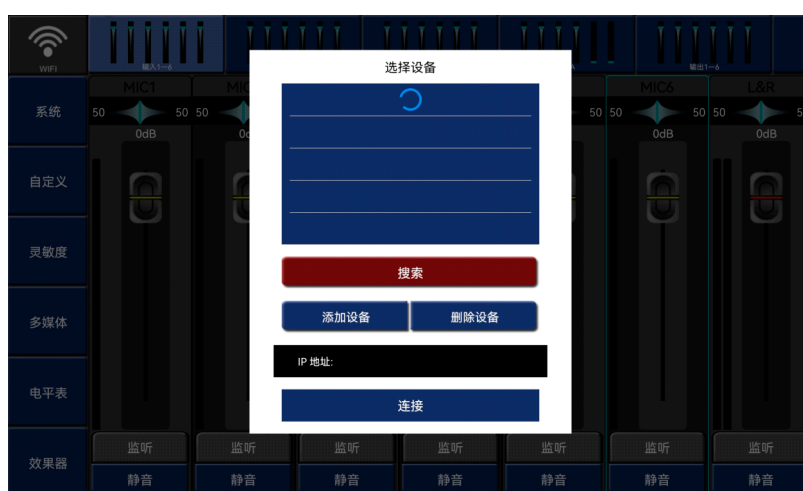 WIFI
输入1-6
输出1-6
选择设备
MIC1
MIC
MIC6
L&R
系统
50
50
50
50
50
50
50
5
0dB
0d
0dB
0dB
自定义
灵敏度
搜索
添加设备
删除设备
多媒体
IP 地址:
电平表
连接
监听
监听
监听
监听
监听
监听
监听
效果器
静音
静音
静音
静音
静音
静音
静音